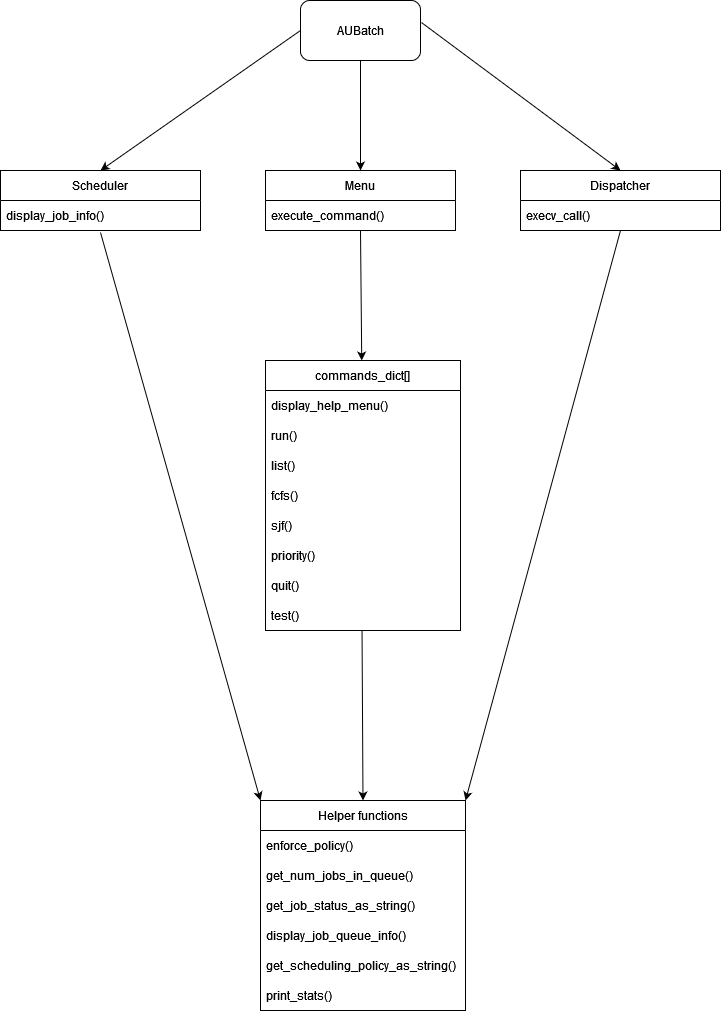 AUBatch
Scheduler
display_job_info()
Menu
execute_command()
Dispatcher
execv_call()
commands_dict[]
display_help_menu()
run()
list()
fcfs()
sjf()
priority()
quit()
test()
Helper functions
enforce_policy()
get_num_jobs_in_queue()
get_job_status_as_string()
display_job_queue_info()
get_scheduling_policy_as_string()
print_stats()